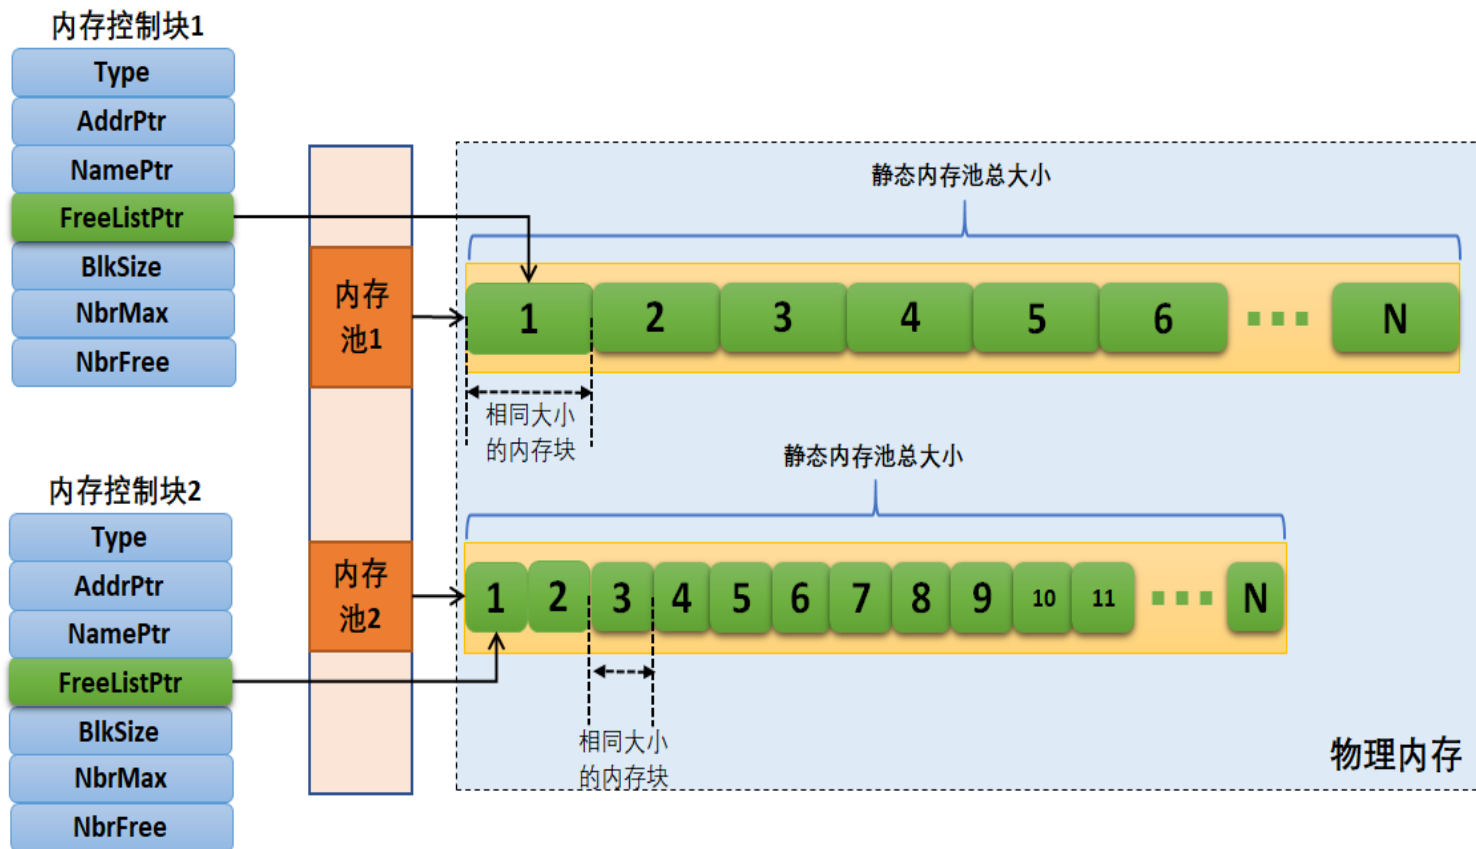 内存控制块1
Type
AddrPtr
NamePtr
FreeListPtr
BlkSize
NbrMax
NbrFree
内存
池1
静态内存池总大小
1 2 3 4 5 6 N
相同大小
的内存块
内存控制块2
Type
AddrPtr
NamePtr
FreeListPtr
BlkSize
NbrMax
NbrFree
内存
池2
静态内存池总大小
1 2 3 4 5 6 7 8 9 10 11 N
相同大小
的内存块
物理内存